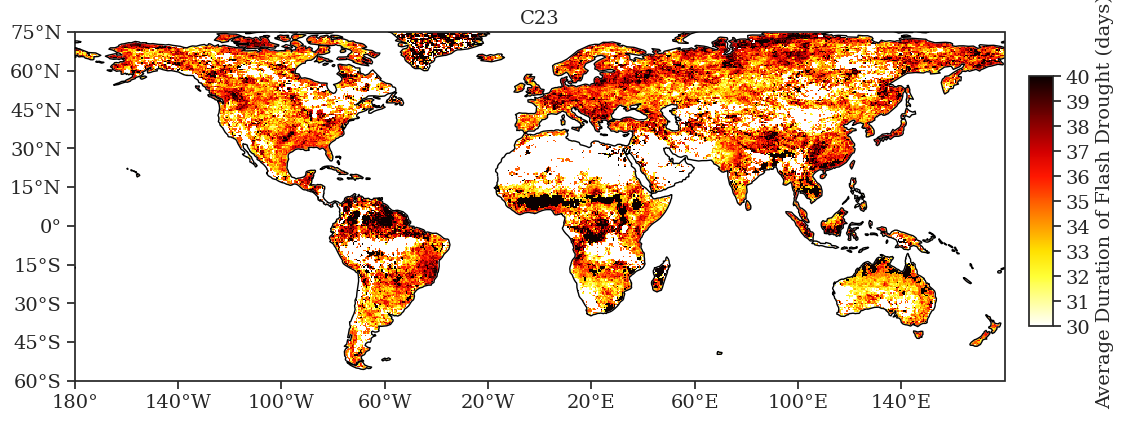 C23
75°N
60°N
45°N
30°N
15°N
0°
15°S
30°S
45°S
60°S
180°
140°W
100°W
60°W
20°W
20°E
60°E
100°E
140°E
40
39
38
37
36
35
34
33
32
31
30
Average Duration of Flash Drought (days)